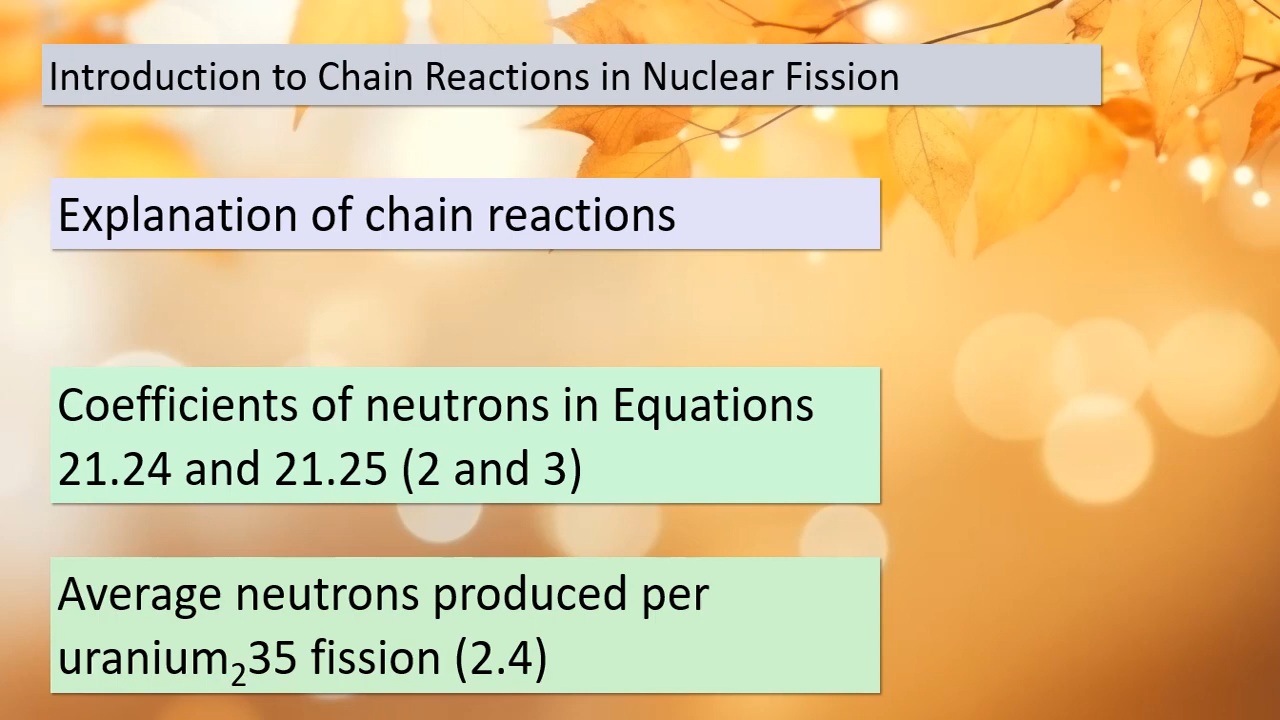 Introduction to Chain Reactions in Nuclear Fission
Explanation of chain reactions
Coefficients of neutrons in Equations
21.24 and 21.25 (2 and 3)
Average neutrons produced per
uranium₂35 fission (2.4)